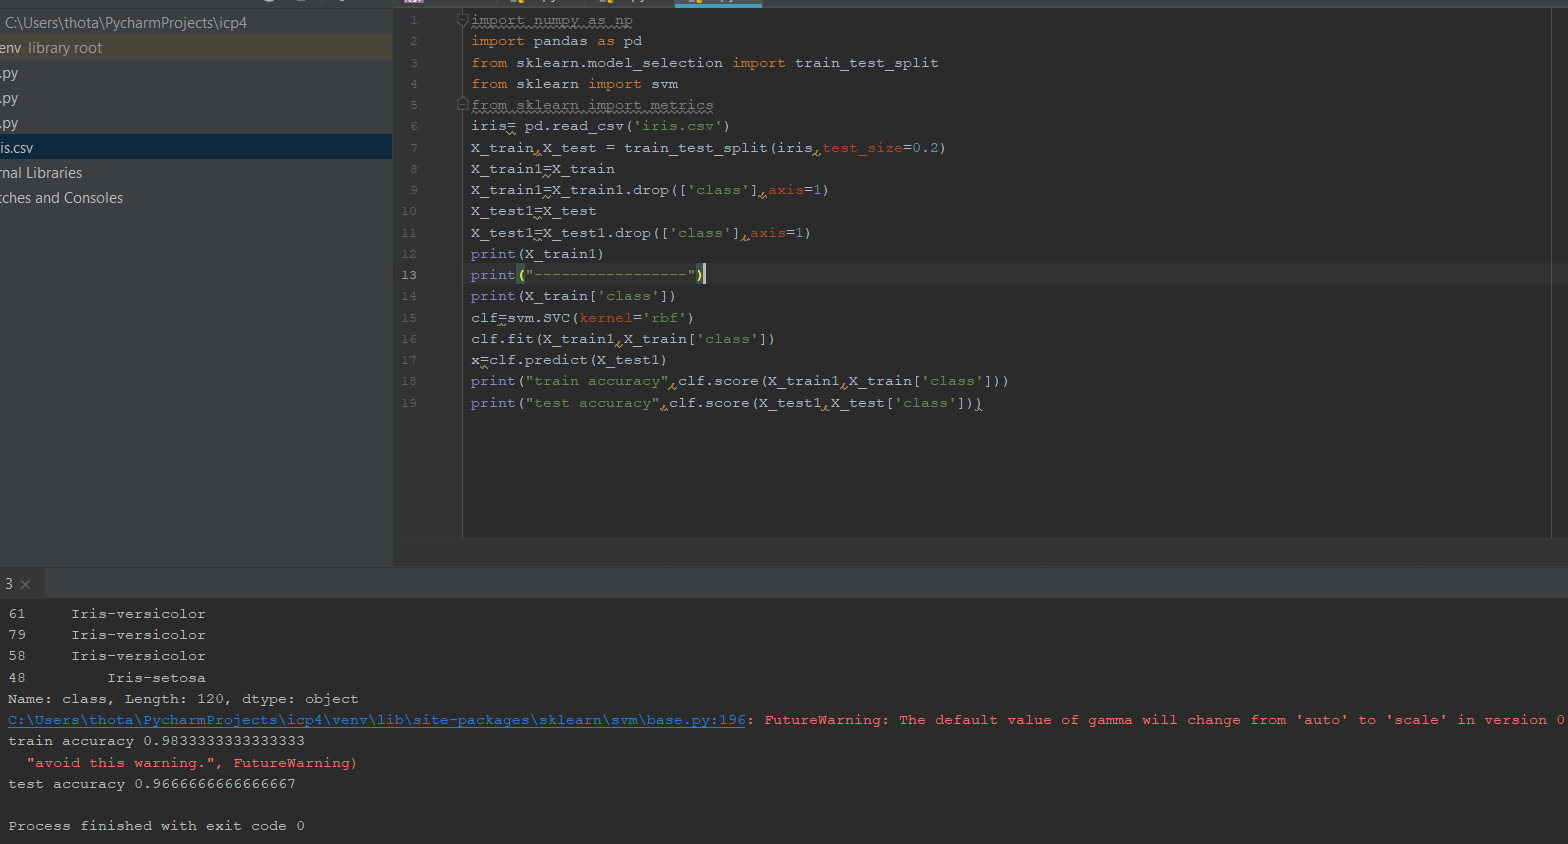 C:\Users\thota\PycharmProjects\icp4
env library root
.py
.py
.py
is.csv
rnal Libraries
tches and Consoles
1 import numpy as np
2 import pandas as pd
3 from sklearn.model_selection import train_test_split
4 from sklearn import svm
5 from sklearn import metrics
6 iris= pd.read_csv('iris.csv')
7 X_train,X_test = train_test_split(iris,test_size=0.2)
8 X_train1=X_train
9 X_train1=X_train1.drop(['class'],axis=1)
10 X_test1=X_test
11 X_test1=X_test1.drop(['class'],axis=1)
12 print(X_train1)
13 print("-----------------")
14 print(X_train['class'])
15 clf=svm.SVC(kernel='rbf')
16 clf.fit(X_train1,X_train['class'])
17 x=clf.predict(X_test1)
18 print("train accuracy",clf.score(X_train1,X_train['class']))
19 print("test accuracy",clf.score(X_test1,X_test['class']))
3 ×
61 Iris-versicolor
79 Iris-versicolor
58 Iris-versicolor
48 Iris-setosa
Name: class, Length: 120, dtype: object
C:\Users\thota\PycharmProjects\icp4\venv\lib\site-packages\sklearn\svm\base.py:196: FutureWarning: The default value of gamma will change from 'auto' to 'scale' in version 0
train accuracy 0.9833333333333333
"avoid this warning.", FutureWarning)
test accuracy 0.9666666666666667
Process finished with exit code 0